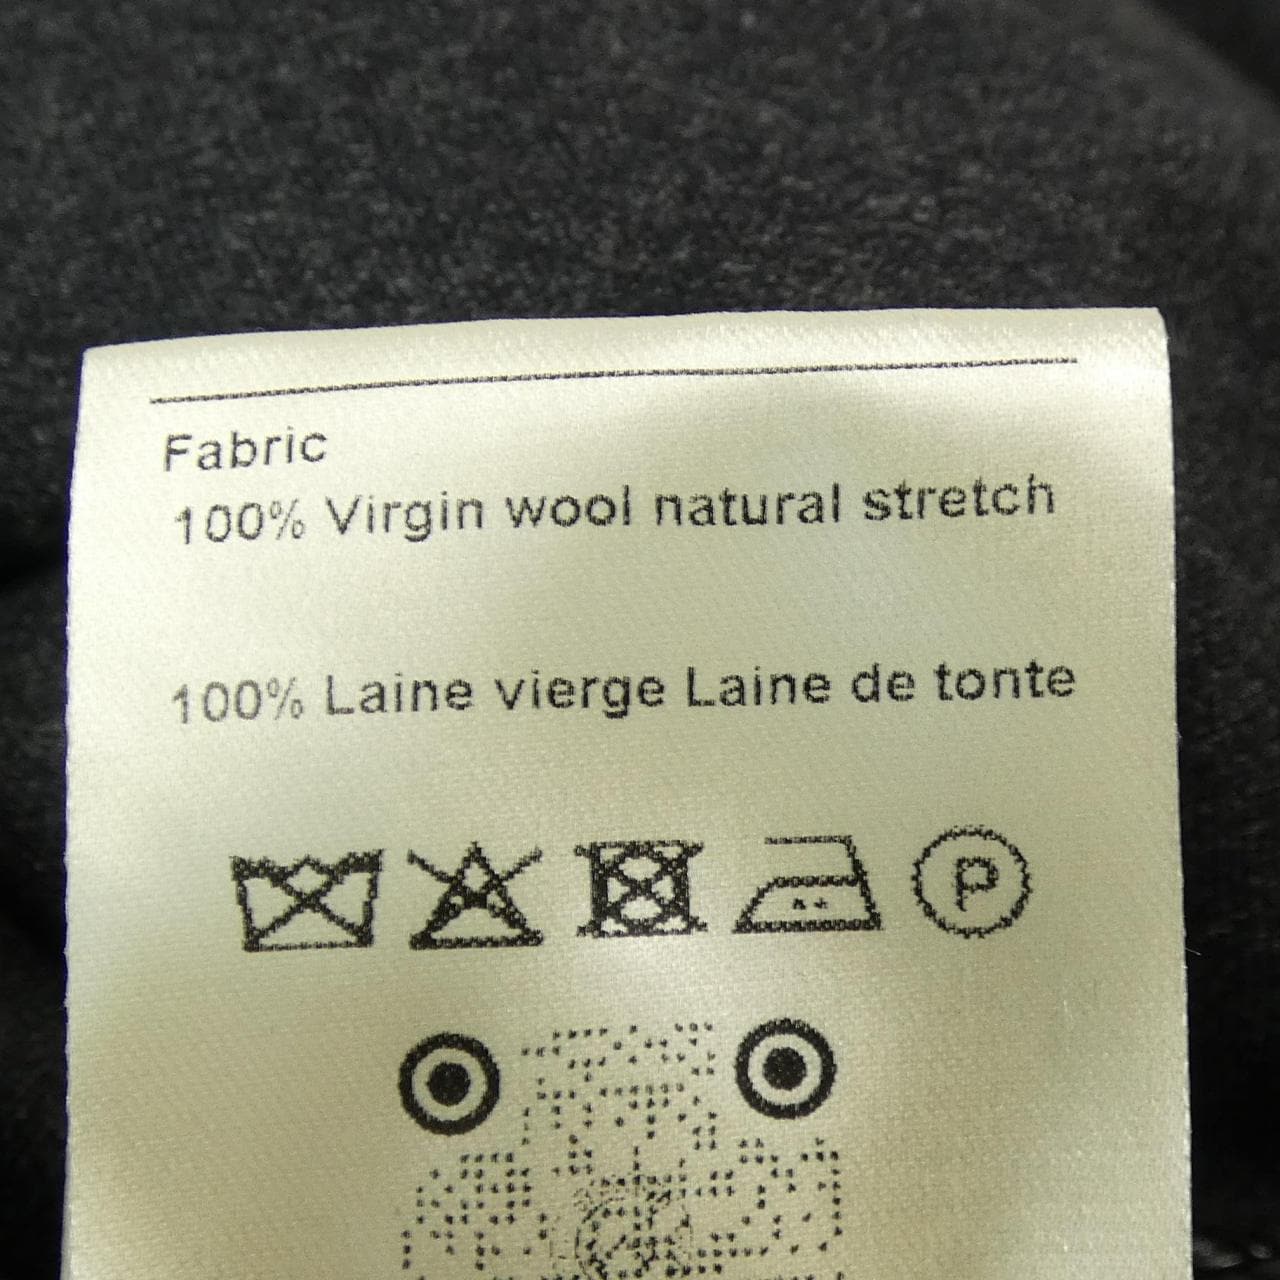 Fabric
100% Virgin wool natural stretch
100% Laine vierge Laine de tonte
P